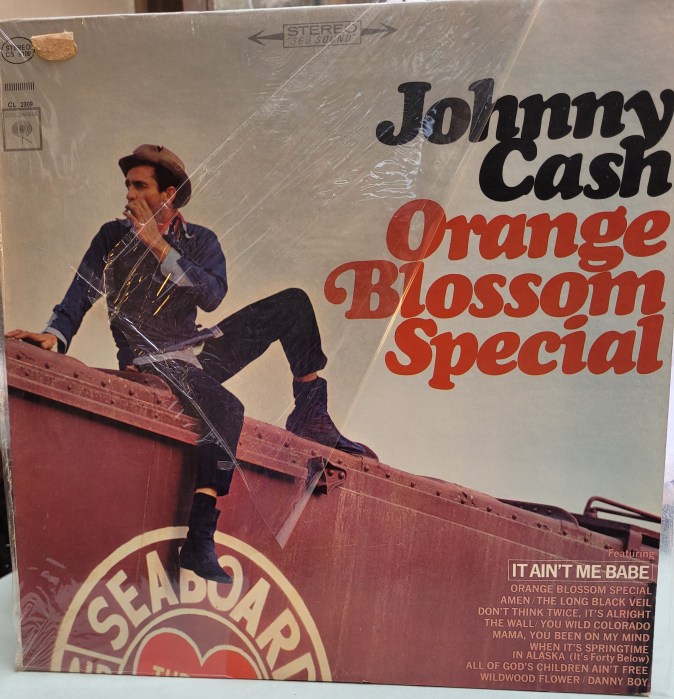 STEREO
"360 SOUND"
STEREO
CL 2309
Johnny
Cash
Orange
Blossom
Special
SEABOARD
Featuring
IT AIN'T ME BABE
ORANGE BLOSSOM SPECIAL
AMEN / THE LONG BLACK VEIL
DON'T THINK TWICE, IT'S ALRIGHT
THE WALL / YOU WILD COLORADO
MAMA, YOU BEEN ON MY MIND
WHEN IT'S SPRINGTIME
IN ALASKA (It's Forty Below)
ALL OF GOD'S CHILDREN AIN'T FREE
WILDWOOD FLOWER / DANNY BOY